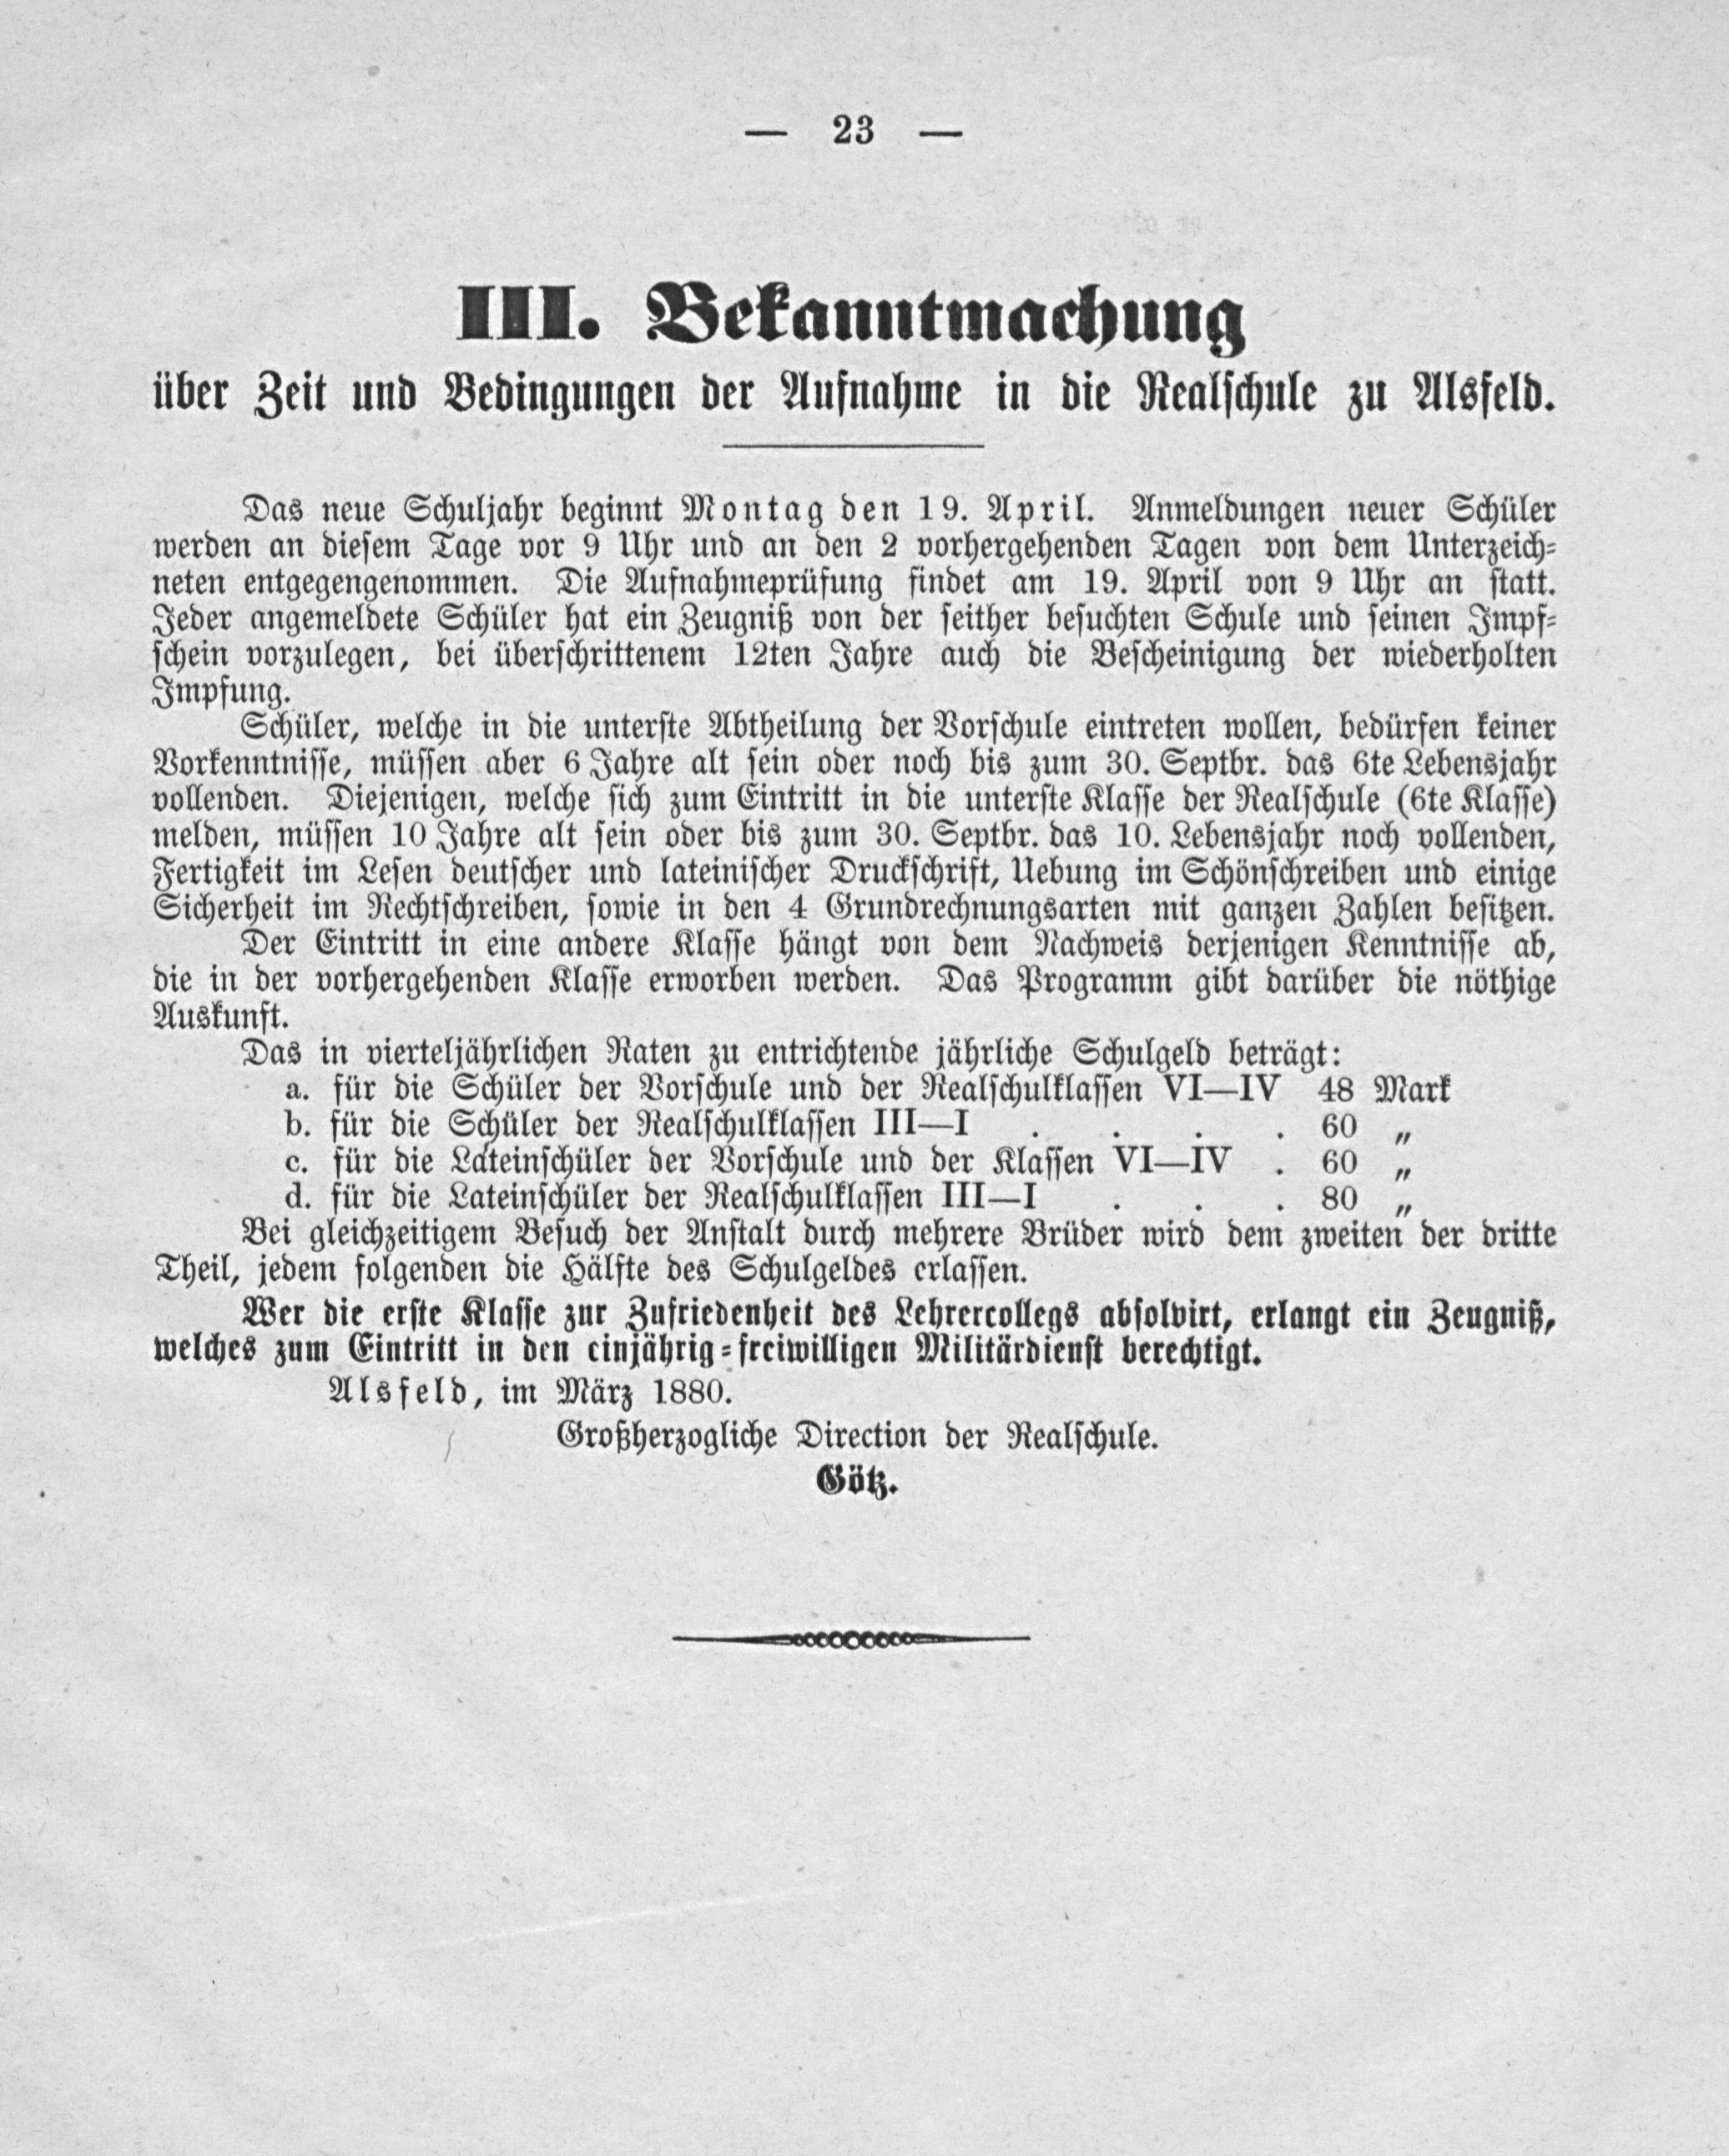 — 23 —
III. Bekanntmachung
über Zeit und Bedingungen der Aufnahme in die Realschule zu Alsfeld.
Das neue Schuljahr beginnt Montag den 19. April. Anmeldungen neuer Schüler
werden an diesem Tage vor 9 Uhr und an den 2 vorhergehenden Tagen von dem Unterzeich-
neten entgegengenommen. Die Aufnahmeprüfung findet am 19. April von 9 Uhr an statt.
Jeder angemeldete Schüler hat ein Zeugniß von der seither besuchten Schule und seinen Impf-
schein vorzulegen, bei überschrittenem 12ten Jahre auch die Bescheinigung der wiederholten
Impfung.
Schüler, welche in die unterste Abtheilung der Vorschule eintreten wollen, bedürfen keiner
Vorkenntnisse, müssen aber 6 Jahre alt sein oder noch bis zum 30. Septbr. das 6te Lebensjahr
vollenden. Diejenigen, welche sich zum Eintritt in die unterste Klasse der Realschule (6te Klasse)
melden, müssen 10 Jahre alt sein oder bis zum 30. Septbr. das 10. Lebensjahr noch vollenden,
Fertigkeit im Lesen deutscher und lateinischer Druckschrift, Uebung im Schönschreiben und einige
Sicherheit im Rechtschreiben, sowie in den 4 Grundrechnungsarten mit ganzen Zahlen besitzen.
Der Eintritt in eine andere Klasse hängt von dem Nachweis derjenigen Kenntnisse ab,
die in der vorhergehenden Klasse erworben werden. Das Programm gibt darüber die nöthige
Auskunft.
Das in vierteljährlichen Raten zu entrichtende jährliche Schulgeld beträgt:
a. für die Schüler der Vorschule und der Realschulklassen VI—IV 48 Mark
b. für die Schüler der Realschulklassen III—I . . . . 60 „
c. für die Lateinschüler der Vorschule und der Klassen VI—IV . 60 „
d. für die Lateinschüler der Realschulklassen III—I . . . 80 „
Bei gleichzeitigem Besuch der Anstalt durch mehrere Brüder wird dem zweiten der dritte
Theil, jedem folgenden die Hälfte des Schulgeldes erlassen.
Wer die erste Klasse zur Zufriedenheit des Lehrercollegs absolvirt, erlangt ein Zeugniß,
welches zum Eintritt in den einjährig-freiwilligen Militärdienst berechtigt.
Alsfeld, im März 1880.
Großherzogliche Direction der Realschule.
Götz.